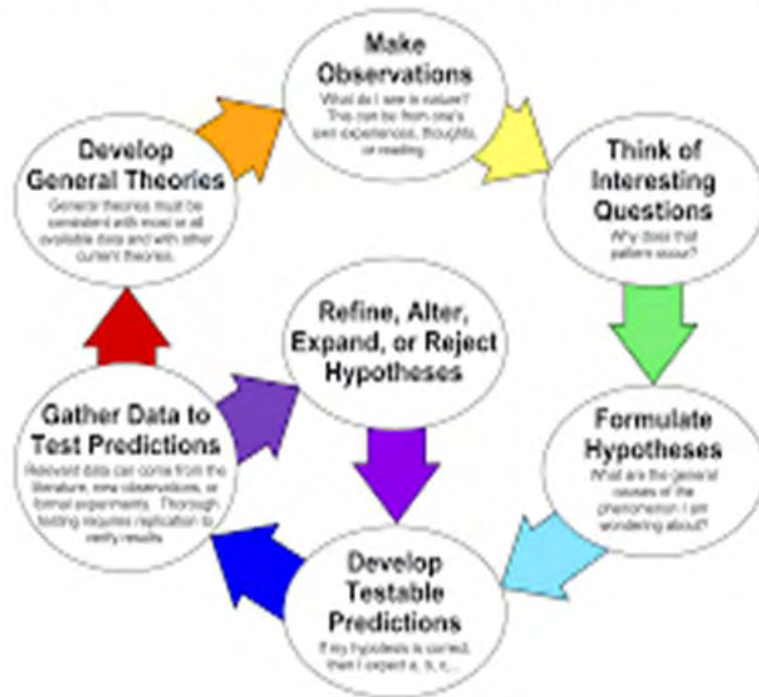 Make
Observations
What do I see in nature?
This can be from one's
own experiences, thoughts,
or reading.
Think of
Interesting
Questions
Why does that
pattern occur?
Formulate
Hypotheses
What are the general
causes of the
phenomenon I am
wondering about?
Develop
Testable
Predictions
If my hypotesis is correct,
then I expect a, b, c,...
Gather Data to
Test Predictions
Relevant data can come from the
literature, new observations, or
formal experiments. Thorough
testing requires replication to
verify results.
Refine, Alter,
Expand, or Reject
Hypotheses
Develop
General Theories
General theories must be
consistent with most or all
available data and with other
current theories.